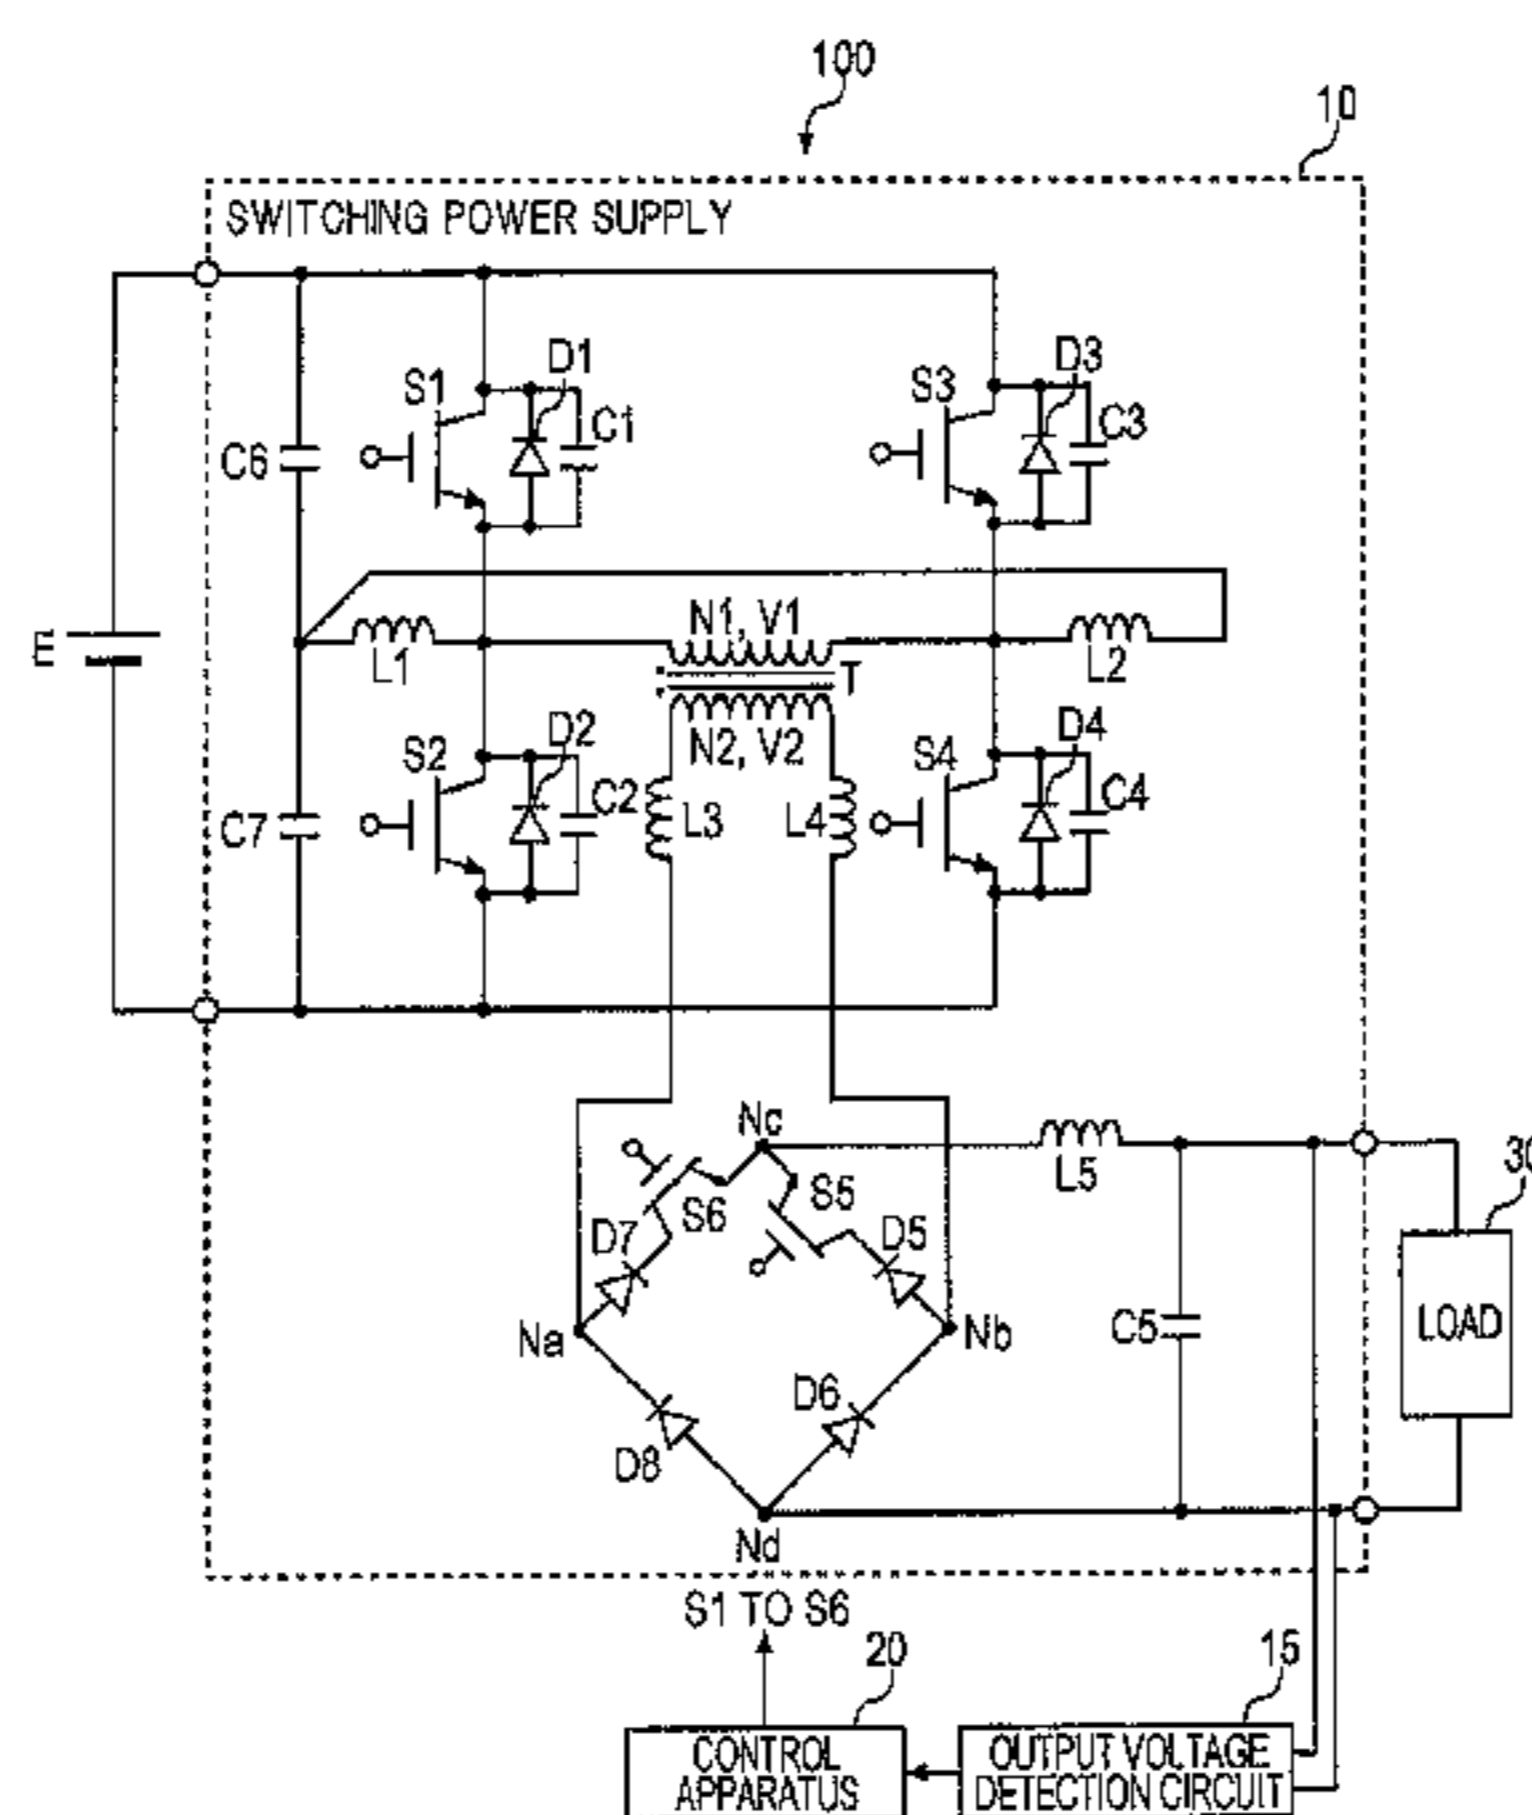 100
10
SWITCHING POWER SUPPLY
D1
D3
S1
S3
C1
C3
C6
N1, V1
E
L1
T
L2
N2, V2
D2
D4
S2
S4
C2
C4
L3
L4
C7
Nc
S5
S6
L5
30
D7
D5
Na
Nb
C5
LOAD
D6
D8
Nd
S1 TO S6
20
15
CONTROL
APPARATUS
OUTPUT VOLTAGE
DETECTION CIRCUIT